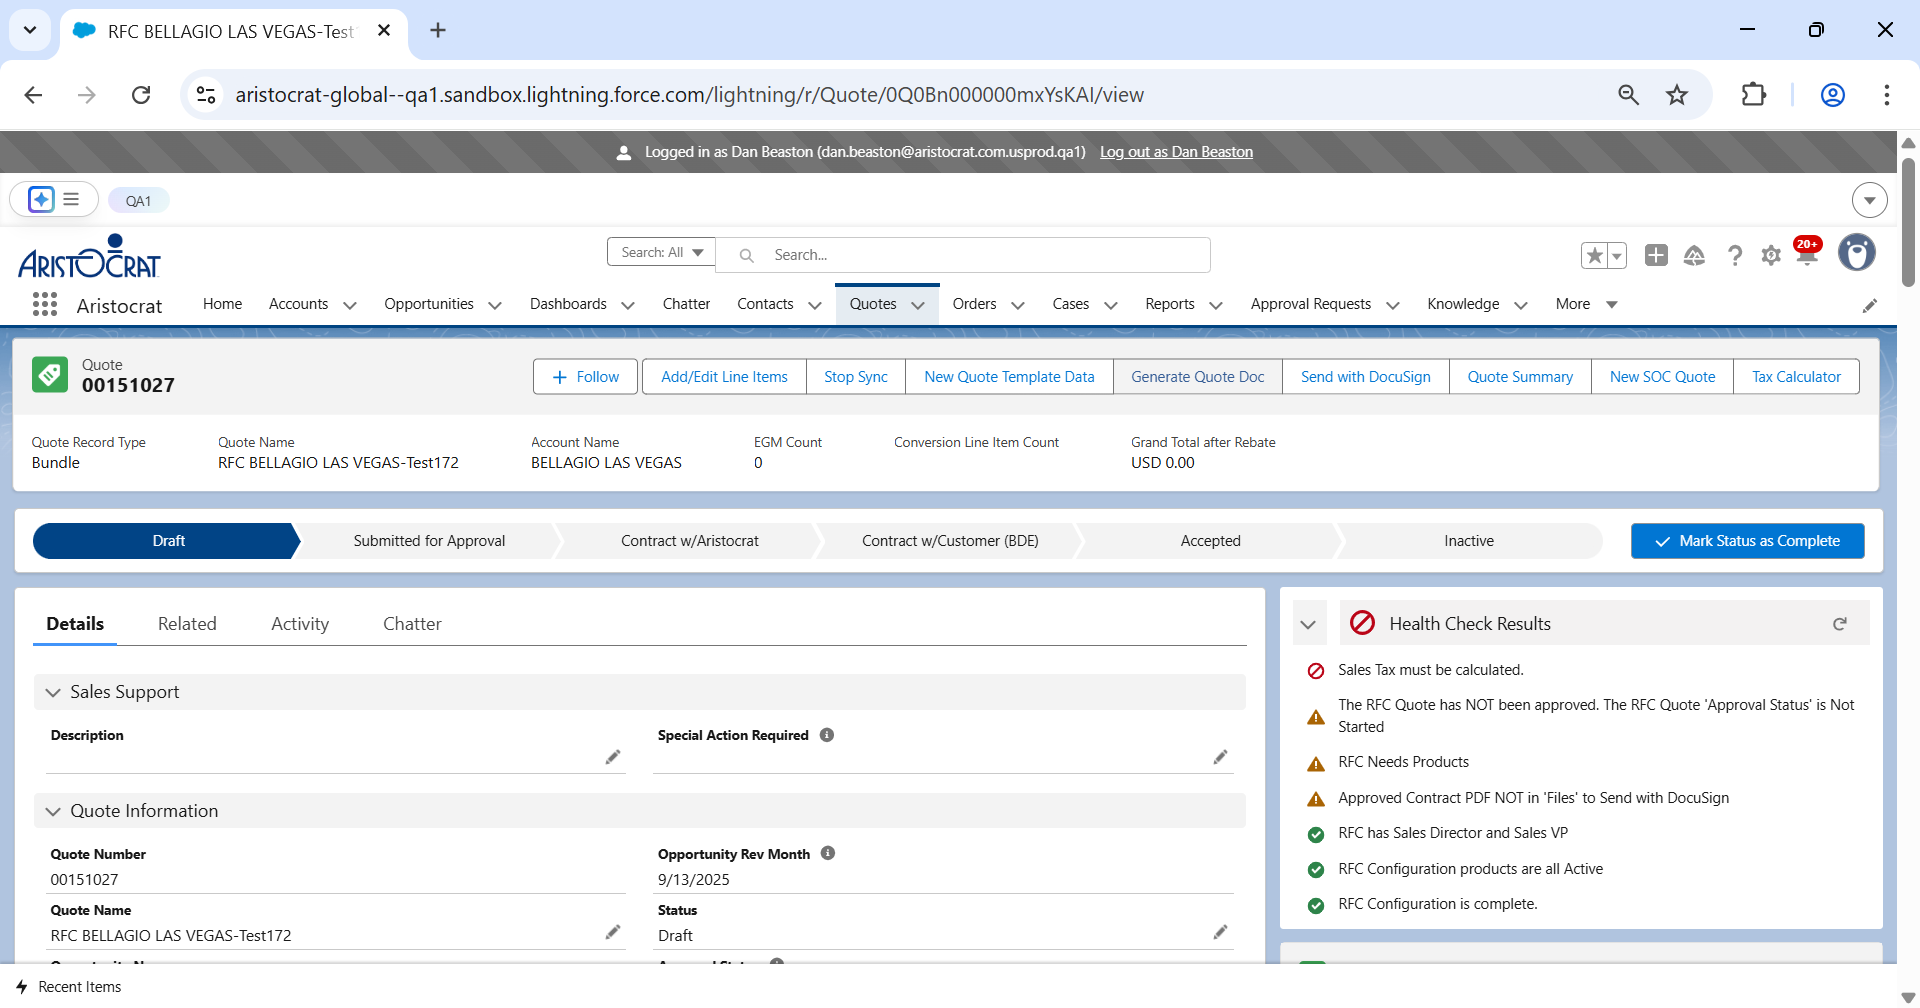 RFC BELLAGIO LAS VEGAS-Test
aristocrat-global--qa1.sandbox.lightning.force.com/lightning/r/Quote/0Q0Bn000000mxYsKAI/view
Logged in as Dan Beaston (dan.beaston@aristocrat.com.usprod.qa1) Log out as Dan Beaston
QA1
ARISTOCRAT
Search: All
Search...
20+
Aristocrat
Home
Accounts
Opportunities
Dashboards
Chatter
Contacts
Quotes
Orders
Cases
Reports
Approval Requests
Knowledge
More
Quote
00151027
Follow
Add/Edit Line Items
Stop Sync
New Quote Template Data
Generate Quote Doc
Send with DocuSign
Quote Summary
New SOC Quote
Tax Calculator
Quote Record Type
Bundle
Quote Name
RFC BELLAGIO LAS VEGAS-Test172
Account Name
BELLAGIO LAS VEGAS
EGM Count
0
Conversion Line Item Count
Grand Total after Rebate
USD 0.00
Draft
Submitted for Approval
Contract w/Aristocrat
Contract w/Customer (BDE)
Accepted
Inactive
Mark Status as Complete
Details
Related
Activity
Chatter
Sales Support
Description
Special Action Required
Quote Information
Quote Number
00151027
Opportunity Rev Month
9/13/2025
Quote Name
RFC BELLAGIO LAS VEGAS-Test172
Status
Draft
Health Check Results
Sales Tax must be calculated.
The RFC Quote has NOT been approved. The RFC Quote 'Approval Status' is Not
Started
RFC Needs Products
Approved Contract PDF NOT in 'Files' to Send with DocuSign
RFC has Sales Director and Sales VP
RFC Configuration products are all Active
RFC Configuration is complete.
Recent Items